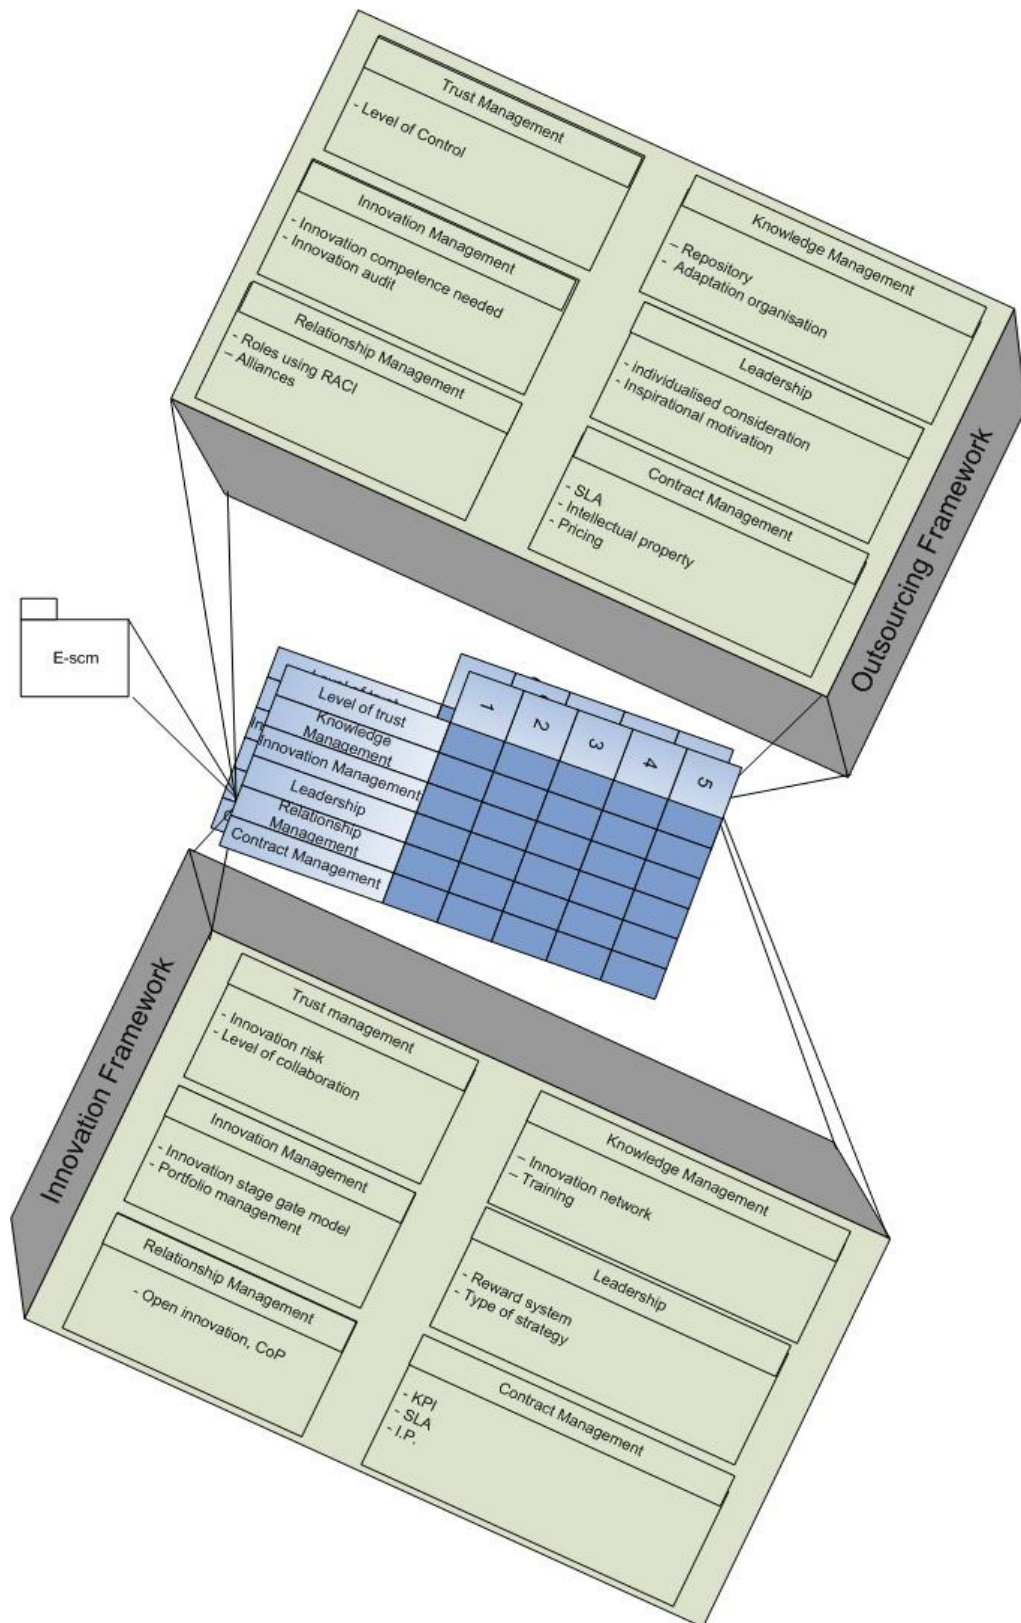 Trust Management
- Level of Control
Innovation Management
- Innovation competence needed
- Innovation audit
Relationship Management
- Roles using RACI
– Alliances
Knowledge Management
– Repository
- Adaptation organisation
Leadership
- individualised consideration
- Inspirational motivation
Contract Management
- SLA
- Intellectual property
- Pricing
Outsourcing Framework
E-scm
1 2 3 4 5
Level of trust
Knowledge
Management
Innovation Management
Leadership
Relationship
Management
Contract Management
Innovation Framework
Trust management
- Innovation risk
- Level of collaboration
Innovation Management
- Innovation stage gate model
- Portfolio management
Relationship Management
- Open innovation, CoP
Knowledge Management
– Innovation network
– Training
Leadership
- Reward system
- Type of strategy
Contract Management
- KPI
- SLA
- I.P.